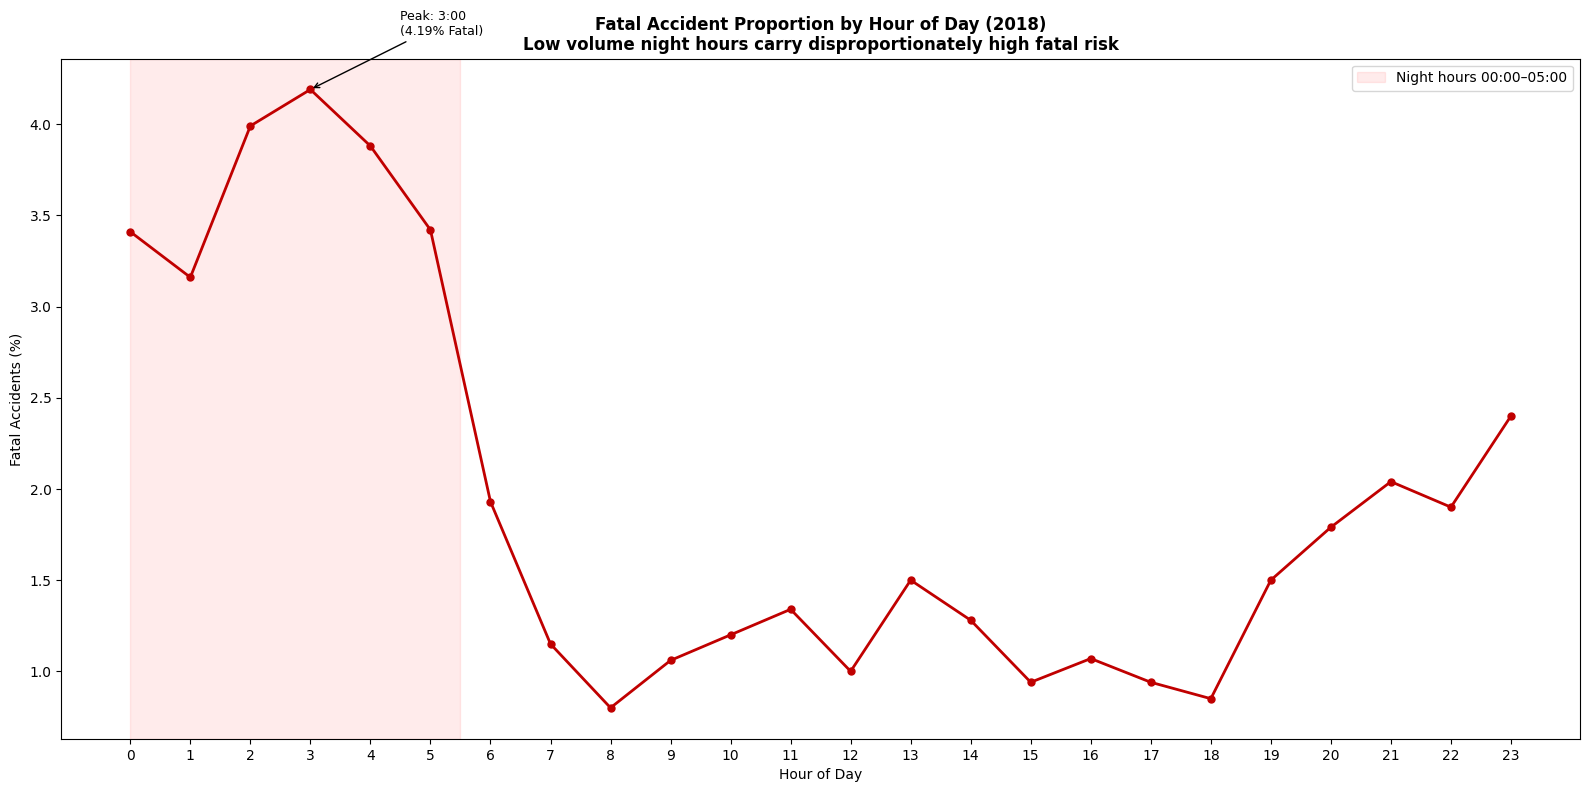 Peak: 3:00
(4.19% Fatal)
Fatal Accident Proportion by Hour of Day (2018)
Low volume night hours carry disproportionately high fatal risk
Night hours 00:00–05:00
4.0
3.5
3.0
2.5
2.0
1.5
1.0
Fatal Accidents (%)
0 1 2 3 4 5 6 7 8 9 10 11 12 13 14 15 16 17 18 19 20 21 22 23
Hour of Day